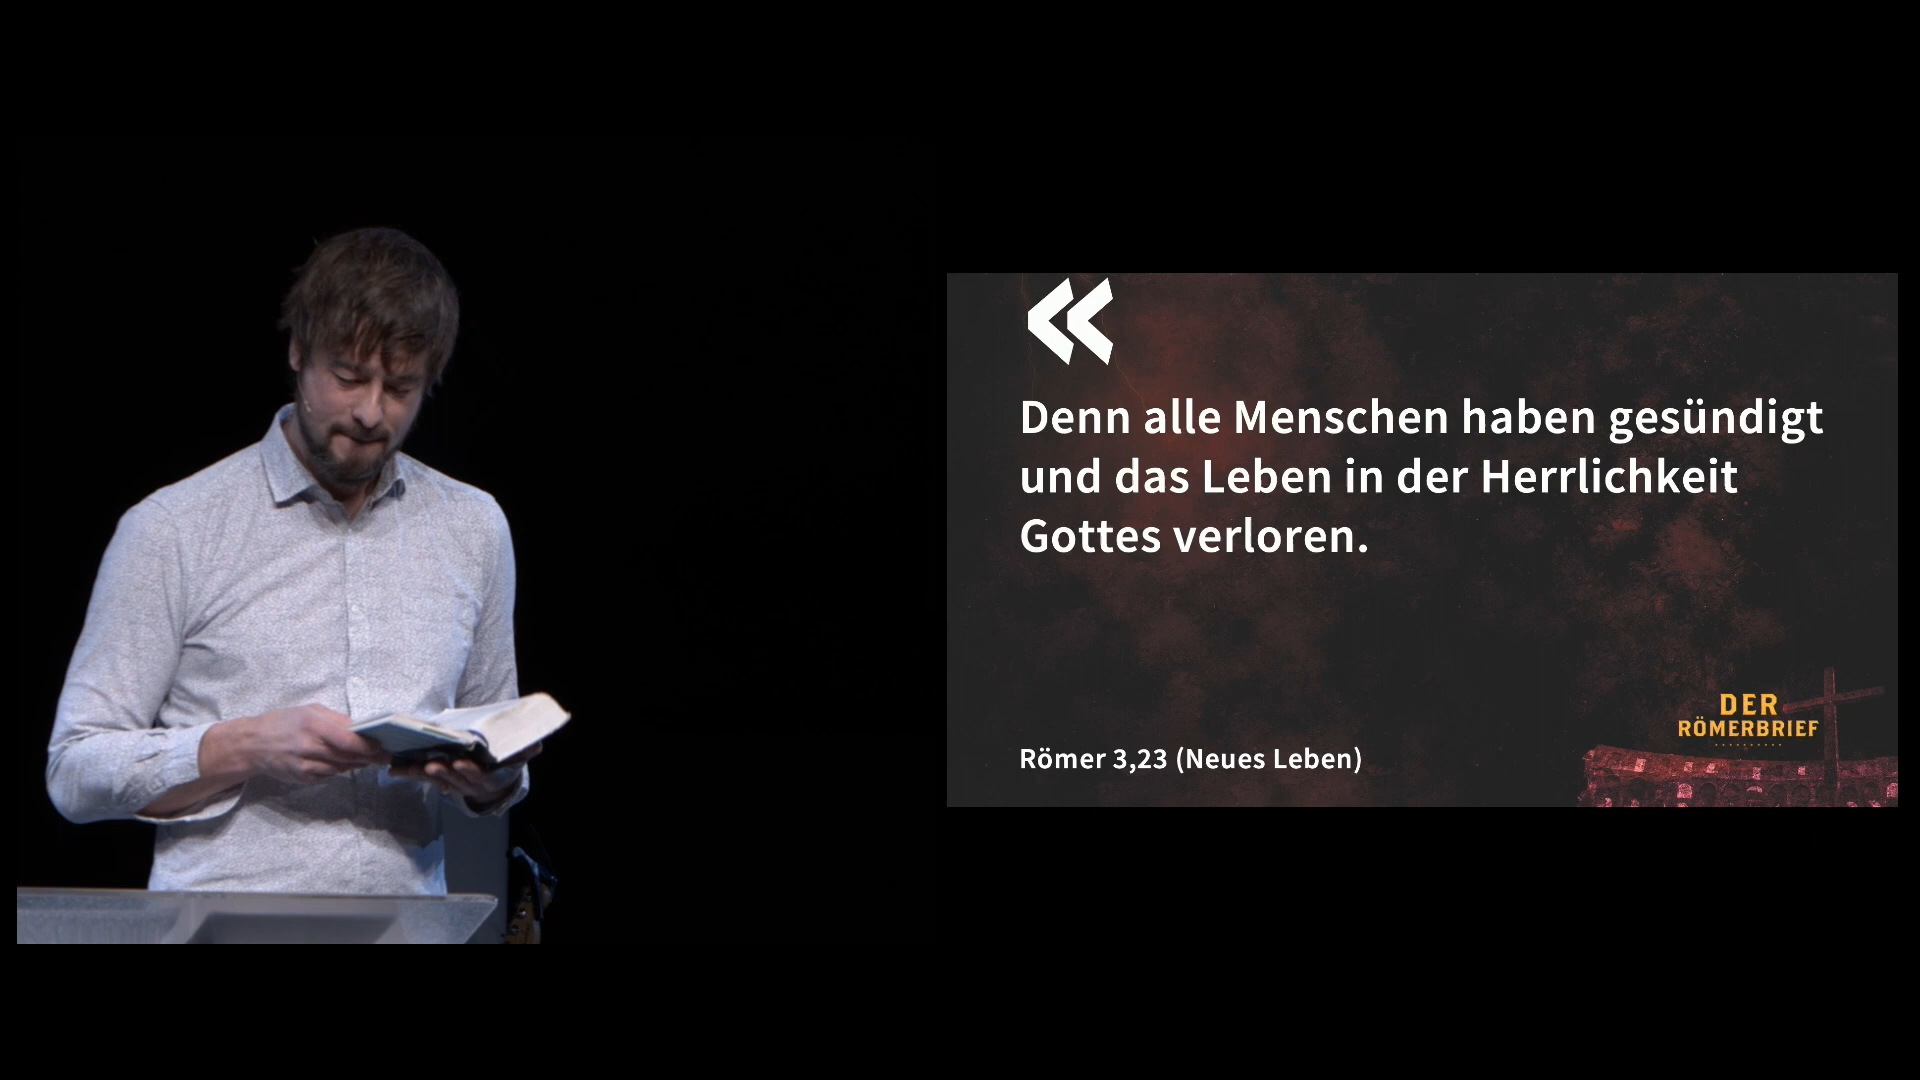 «
Denn alle Menschen haben gesündigt
und das Leben in der Herrlichkeit
Gottes verloren.
Römer 3,23 (Neues Leben)
DER
RÖMERBRIEF